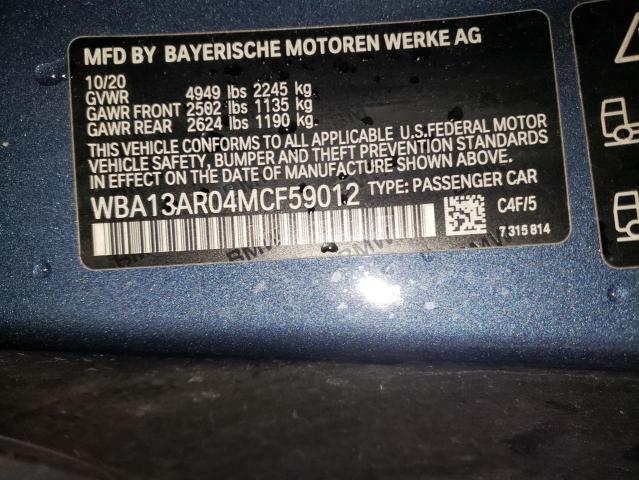 MFD BY BAYERISCHE MOTOREN WERKE AG
10/20
GVWR 4949 lbs 2245 kg
GAWR FRONT 2502 lbs 1135 kg
GAWR REAR 2624 lbs 1190 kg
THIS VEHICLE CONFORMS TO ALL APPLICABLE U.S.FEDERAL MOTOR
VEHICLE SAFETY, BUMPER AND THEFT PREVENTION STANDARDS
IN EFFECT ON THE DATE OF MANUFACTURE SHOWN ABOVE.
WBA13AR04MCF59012 TYPE: PASSENGER CAR
C4F/5
7 315 814
BMW BMW BMW